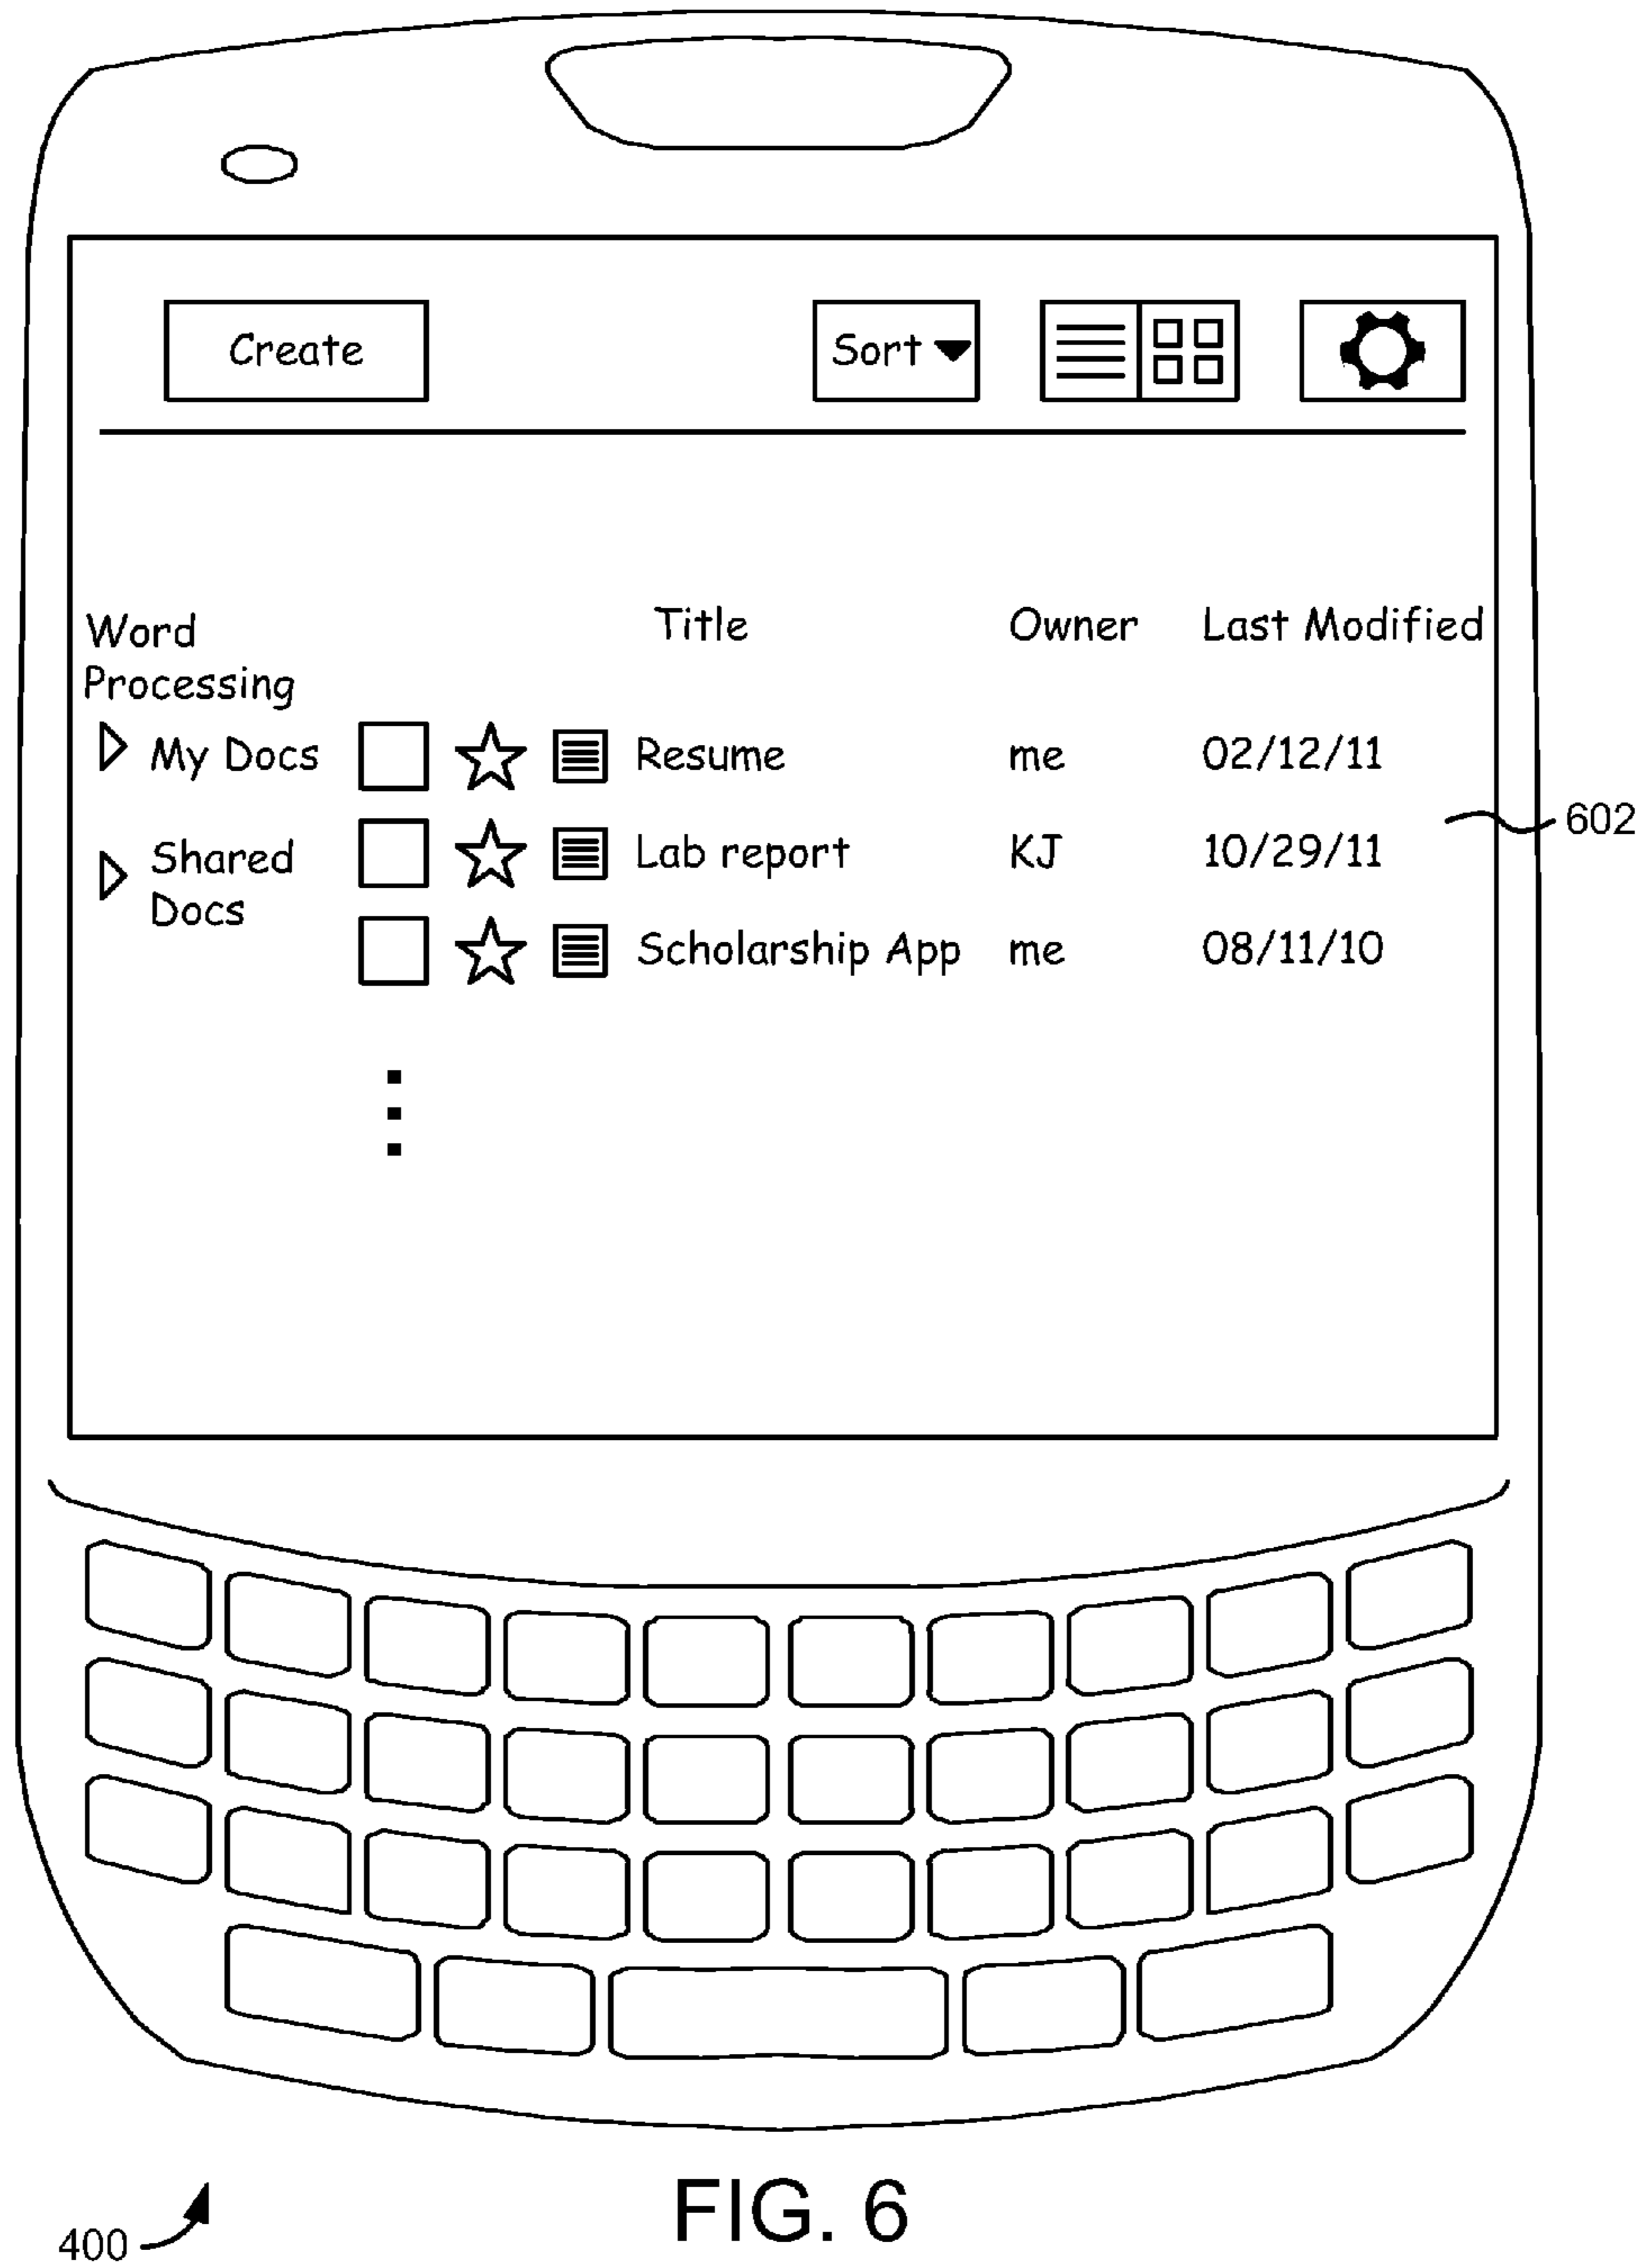 Create Sort
Word Processing Title Owner Last Modified
My Docs Resume me 02/12/11
Shared Docs Lab report KJ 10/29/11
602
Scholarship App me 08/11/10
FIG. 6
400